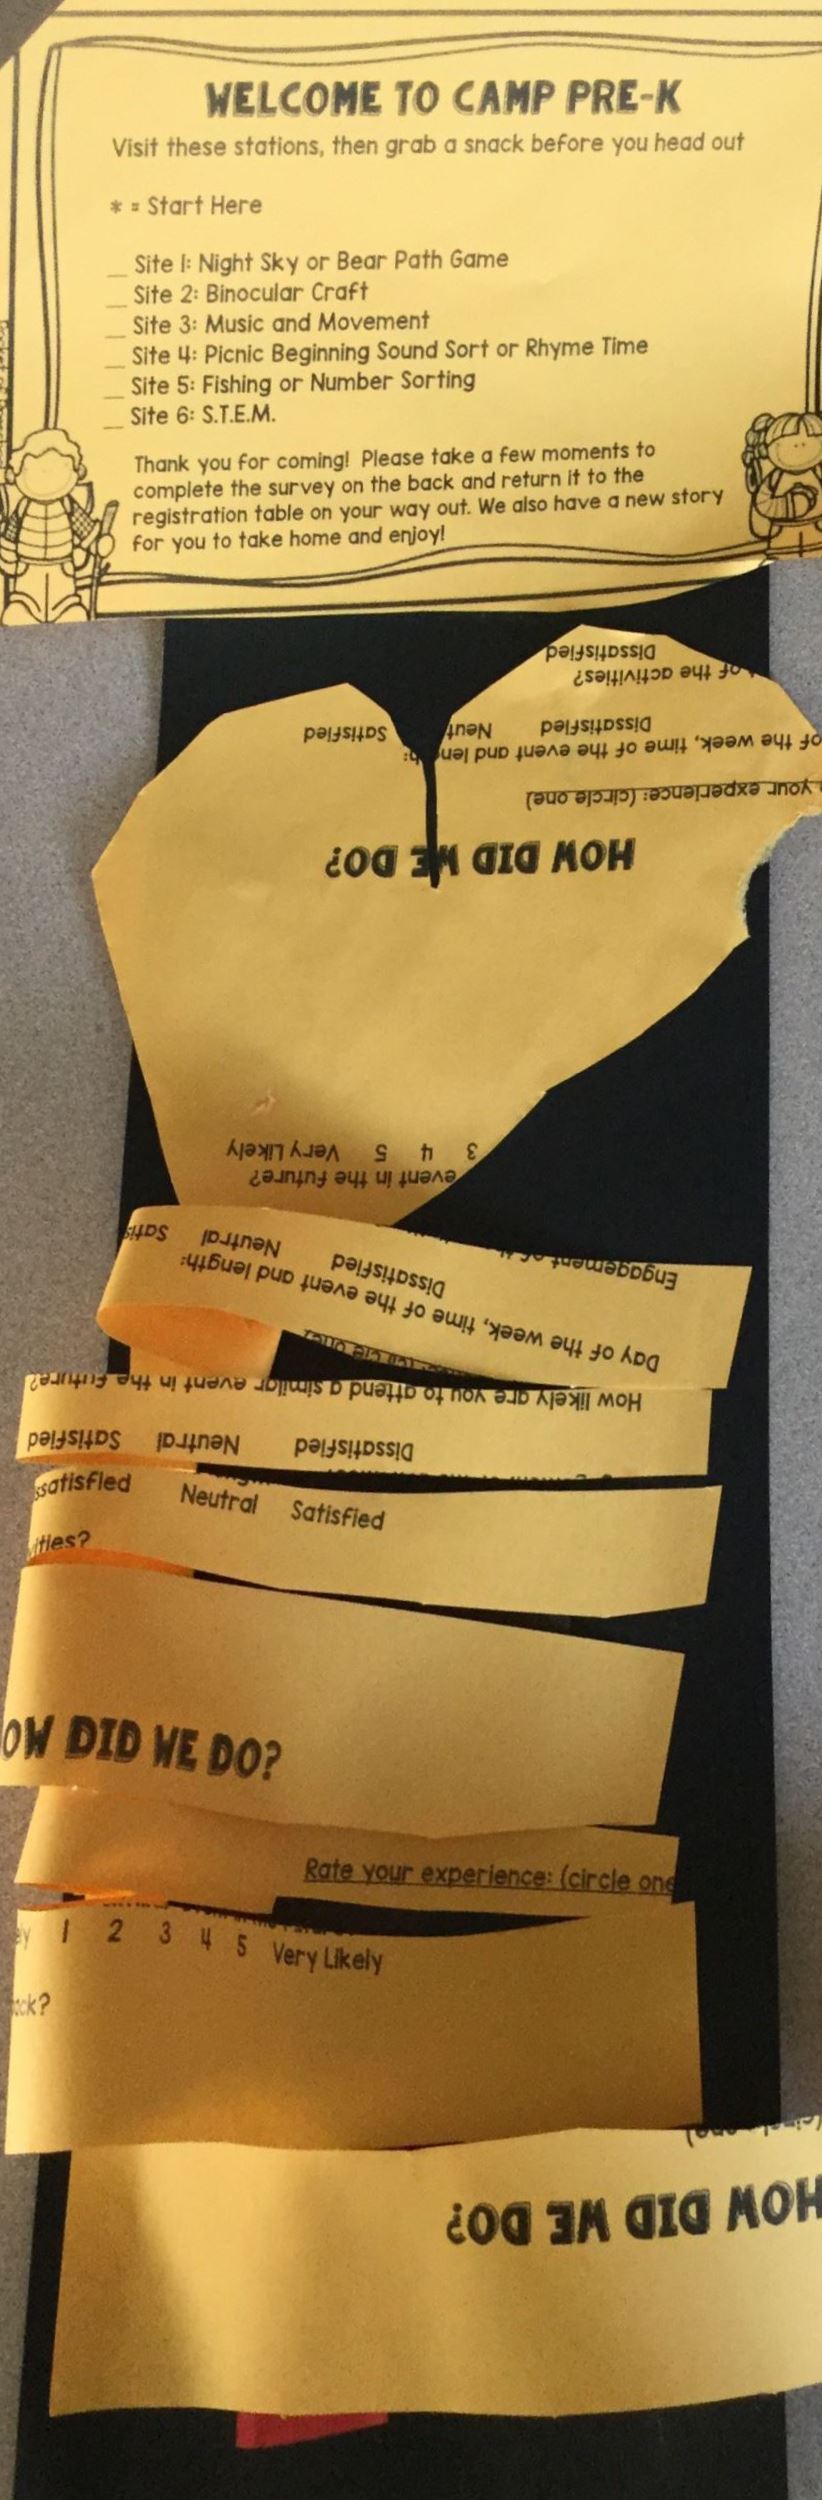 WELCOME TO CAMP PRE-K
Visit these stations, then grab a snack before you head out
* = Start Here
_ Site 1: Night Sky or Bear Path Game
_ Site 2: Binocular Craft
_ Site 3: Music and Movement
_ Site 4: Picnic Beginning Sound Sort or Rhyme Time
_ Site 5: Fishing or Number Sorting
_ Site 6: S.T.E.M.
Thank you for coming! Please take a few moments to
complete the survey on the back and return it to the
registration table on your way out. We also have a new story
for you to take home and enjoy!
Dissatisfied
of the activities?
Dissatisfied Neut Satisfied
of the week, time of the event and length:
your experience: (circle one)
HOW DID WE DO?
3 4 5 Very Likely
event in the future?
Engagement of
Dissatisfied Neutral Satis
Day of the week, time of the event and length:
How likely are you to attend a similar event in the future?
Dissatisfied Neutral Satisfied
ssatisfied Neutral Satisfied
vities?
OW DID WE DO?
Rate your experience: (circle one
1 2 3 4 5 Very Likely
ack?
HOW DID WE DO?